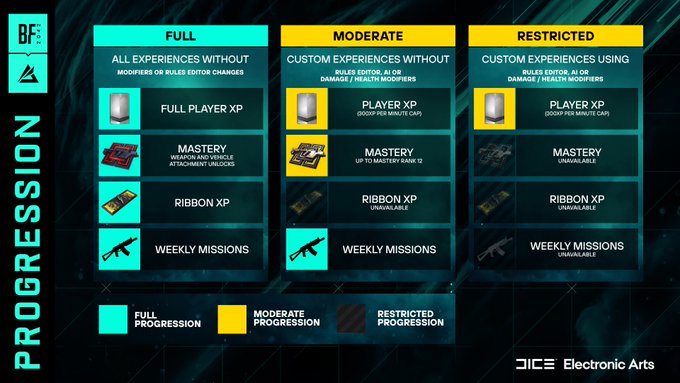 BF
2042
PROGRESSION
FULL
ALL EXPERIENCES WITHOUT
MODIFIERS OR RULES EDITOR CHANGES
FULL PLAYER XP
MASTERY
WEAPON AND VEHICLE
ATTACHMENT UNLOCKS
RIBBON XP
WEEKLY MISSIONS
MODERATE
CUSTOM EXPERIENCES WITHOUT
RULES EDITOR, AI OR
DAMAGE / HEALTH MODIFIERS
PLAYER XP
(300XP PER MINUTE CAP)
MASTERY
UP TO MASTERY RANK 12
RIBBON XP
UNAVAILABLE
WEEKLY MISSIONS
RESTRICTED
CUSTOM EXPERIENCES USING
RULES EDITOR, AI OR
DAMAGE / HEALTH MODIFIERS
PLAYER XP
(300XP PER MINUTE CAP)
MASTERY
UNAVAILABLE
RIBBON XP
UNAVAILABLE
WEEKLY MISSIONS
UNAVAILABLE
FULL
PROGRESSION
MODERATE
PROGRESSION
RESTRICTED
PROGRESSION
DICE Electronic Arts